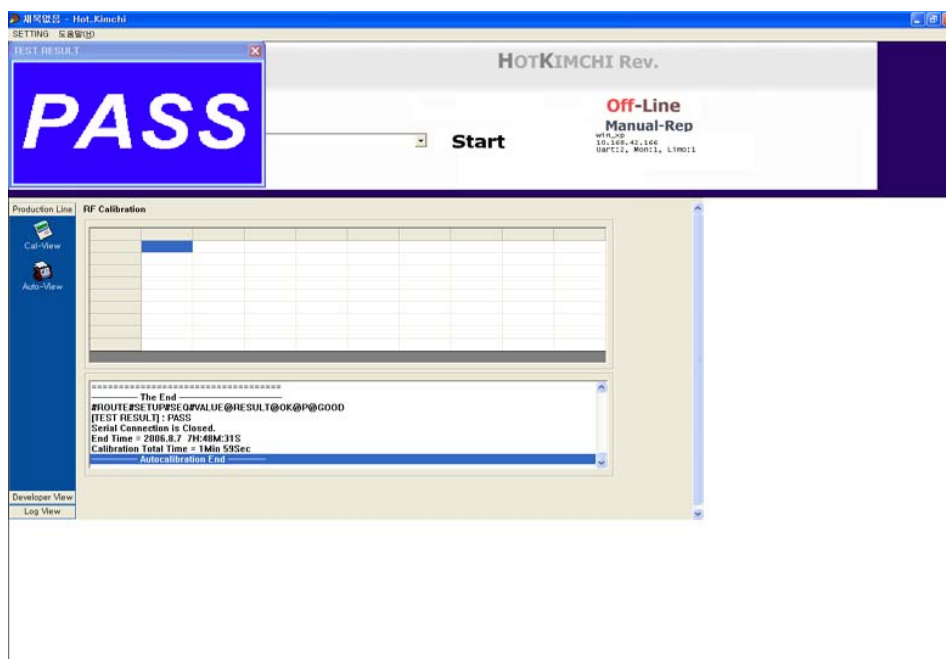 제목없음 - Hot_Kimchi
SETTING 도움말(H)
TEST RESULT
PASS
HOTKIMCHI Rev.
Off-Line
Manual-Rep
win_xp
10.168.42.166
Uart:2, Mon:1, Limo:1
Start
Production Line
Cal-View
Auto-View
Developer View
Log View
RF Calibration
===================================
———— The End ————————
#ROUTE#SETUP#SEQ#VALUE@RESULT@OK@P@GOOD
[TEST RESULT] : PASS
Serial Connection is Closed.
End Time = 2006.8.7 7H:48M:31S
Calibration Total Time = 1Min 59Sec
———— Autocalibration End ————